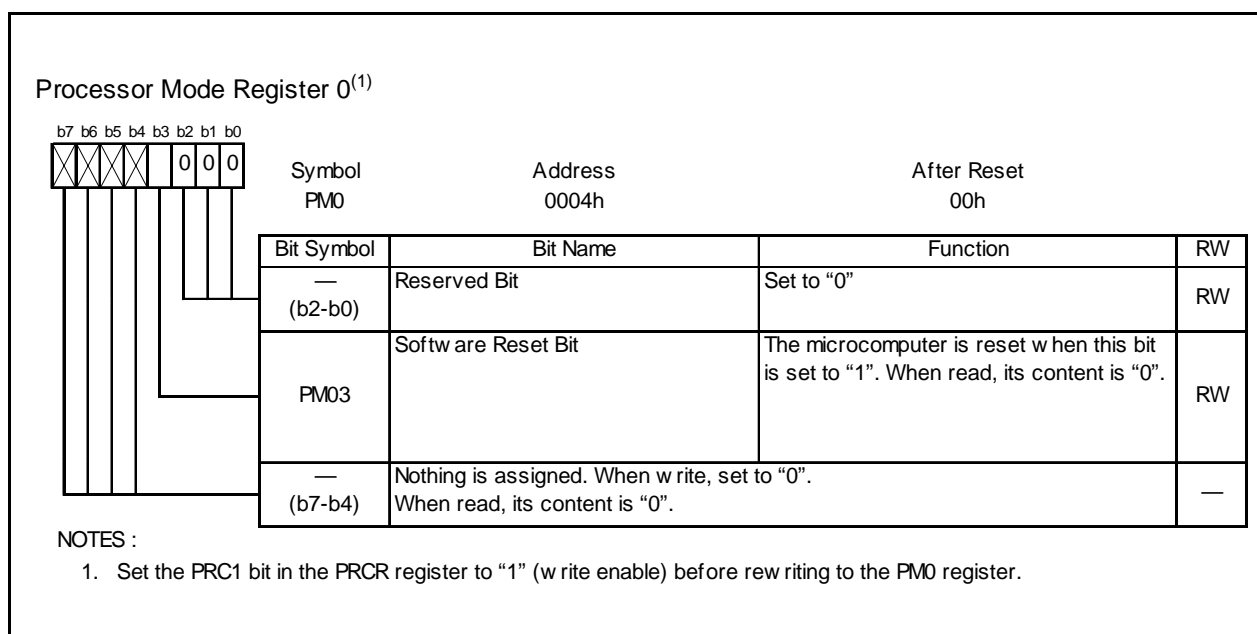 Processor Mode Register 0(1)
b7 b6 b5 b4 b3 b2 b1 b0
0 0 0
Symbol Address After Reset
PM0 0004h 00h
Bit Symbol Bit Name Function RW
— Reserved Bit Set to “0” RW
(b2-b0)
PM03 Software Reset Bit The microcomputer is reset when this bit RW
is set to “1”. When read, its content is “0”.
— Nothing is assigned. When write, set to “0”. —
(b7-b4) When read, its content is “0”.
NOTES :
1. Set the PRC1 bit in the PRCR register to “1” (write enable) before rewriting to the PM0 register.